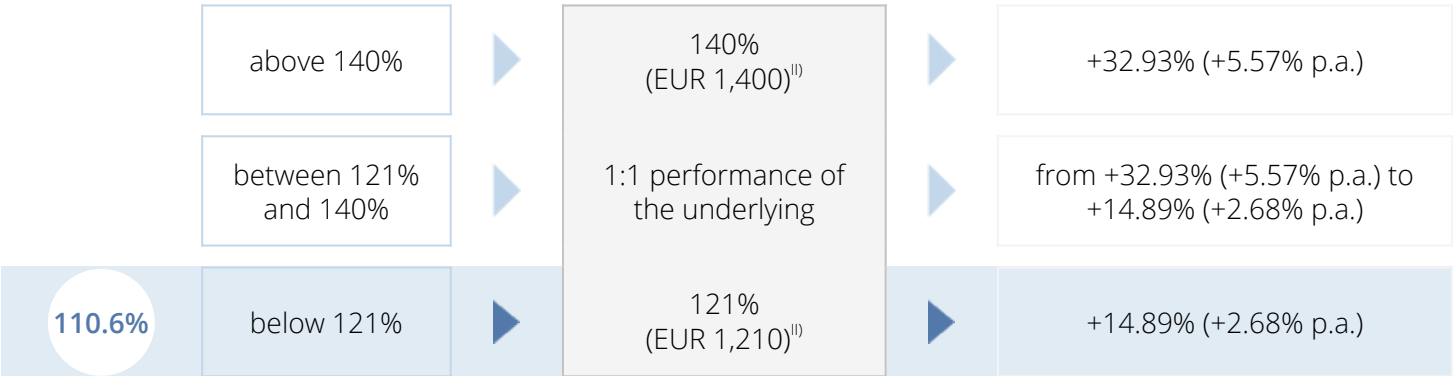 above 140%
140%
(EUR 1,400)II)
+32.93% (+5.57% p.a.)
between 121%
and 140%
1:1 performance of
the underlying
from +32.93% (+5.57% p.a.) to
+14.89% (+2.68% p.a.)
110.6%
below 121%
121%
(EUR 1,210)II)
+14.89% (+2.68% p.a.)